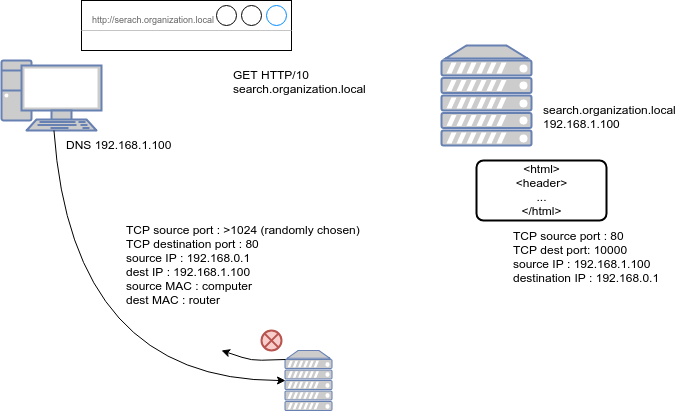 http://serach.organization.local
GET HTTP/10
search.organization.local
DNS 192.168.1.100
search.organization.local
192.168.1.100
<html>
<header>
...
</html>
TCP source port : >1024 (randomly chosen)
TCP destination port : 80
source IP : 192.168.0.1
dest IP : 192.168.1.100
source MAC : computer
dest MAC : router
TCP source port : 80
TCP dest port: 10000
source IP : 192.168.1.100
destination IP : 192.168.0.1